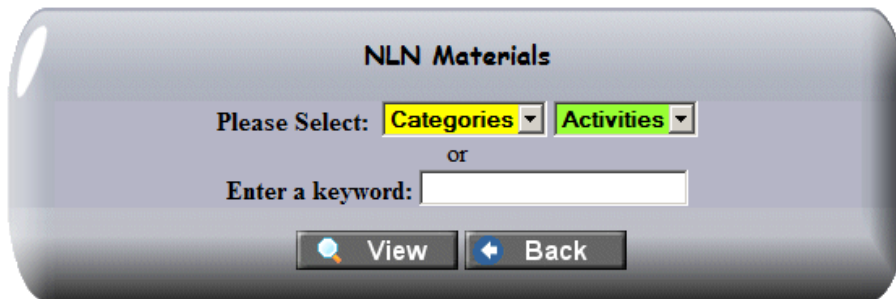 NLN Materials
Please Select: Categories Activities
or
Enter a keyword:
View Back